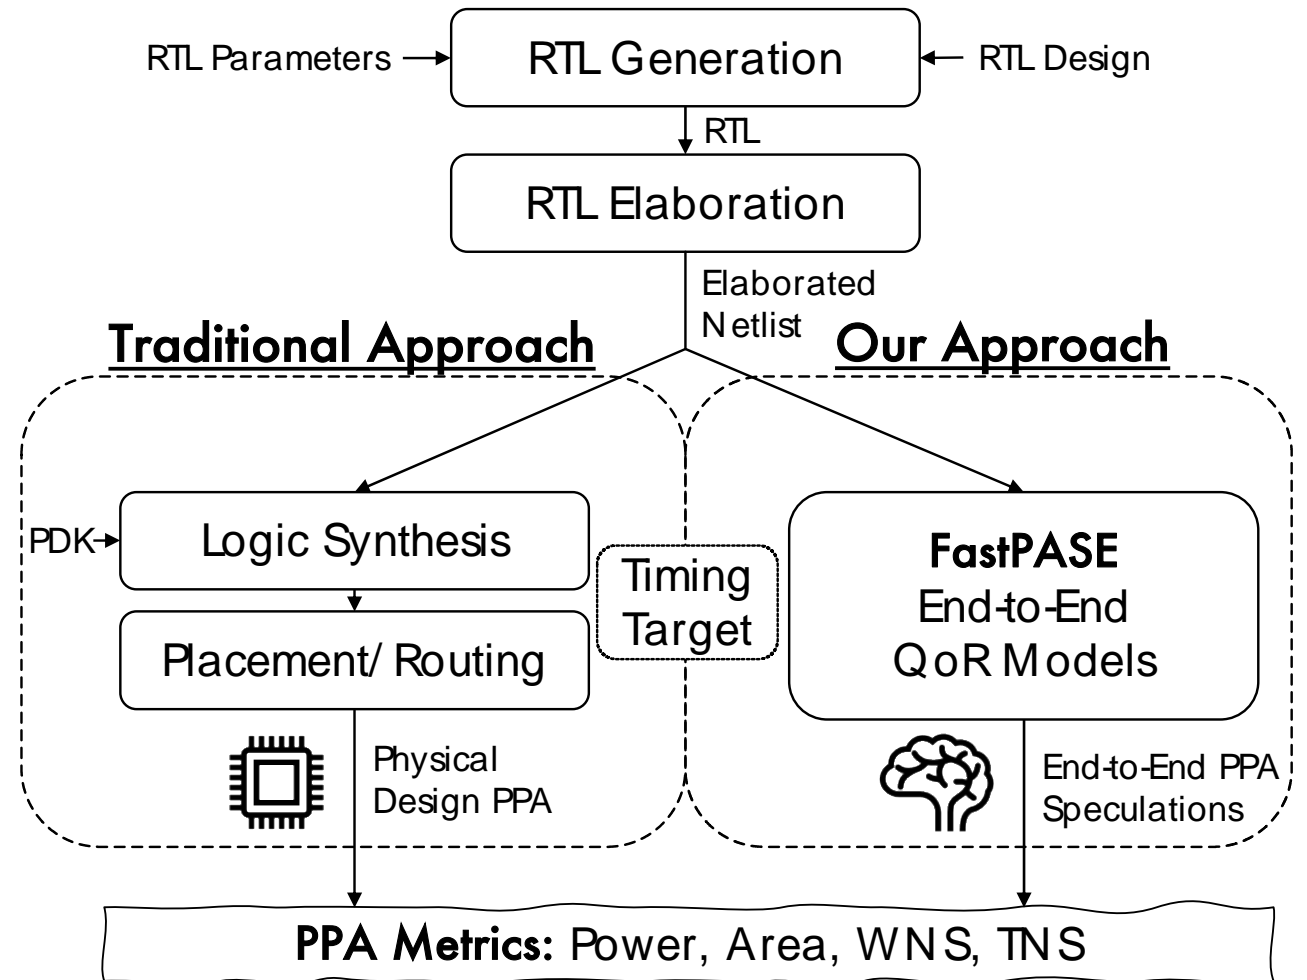 RTL Parameters
RTL Generation
RTL Design
RTL
RTL Elaboration
Elaborated
Netlist
Traditional Approach
Our Approach
PDK
Logic Synthesis
Placement/ Routing
Timing
Target
FastPASE
End-to-End
QoR Models
Physical
Design PPA
End-to-End PPA
Speculations
PPA Metrics: Power, Area, WNS, TNS